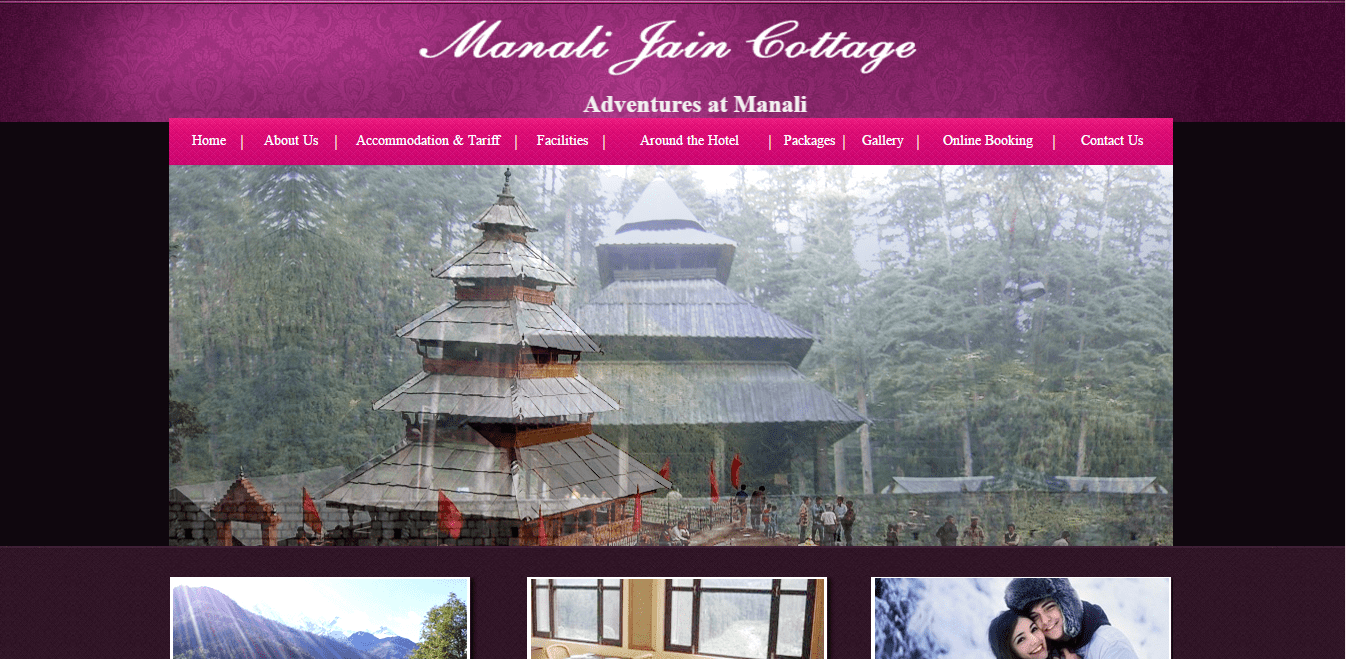 Manali Jain Cottage
Adventures at Manali
Home | About Us | Accommodation & Tariff | Facilities | Around the Hotel | Packages | Gallery | Online Booking | Contact Us